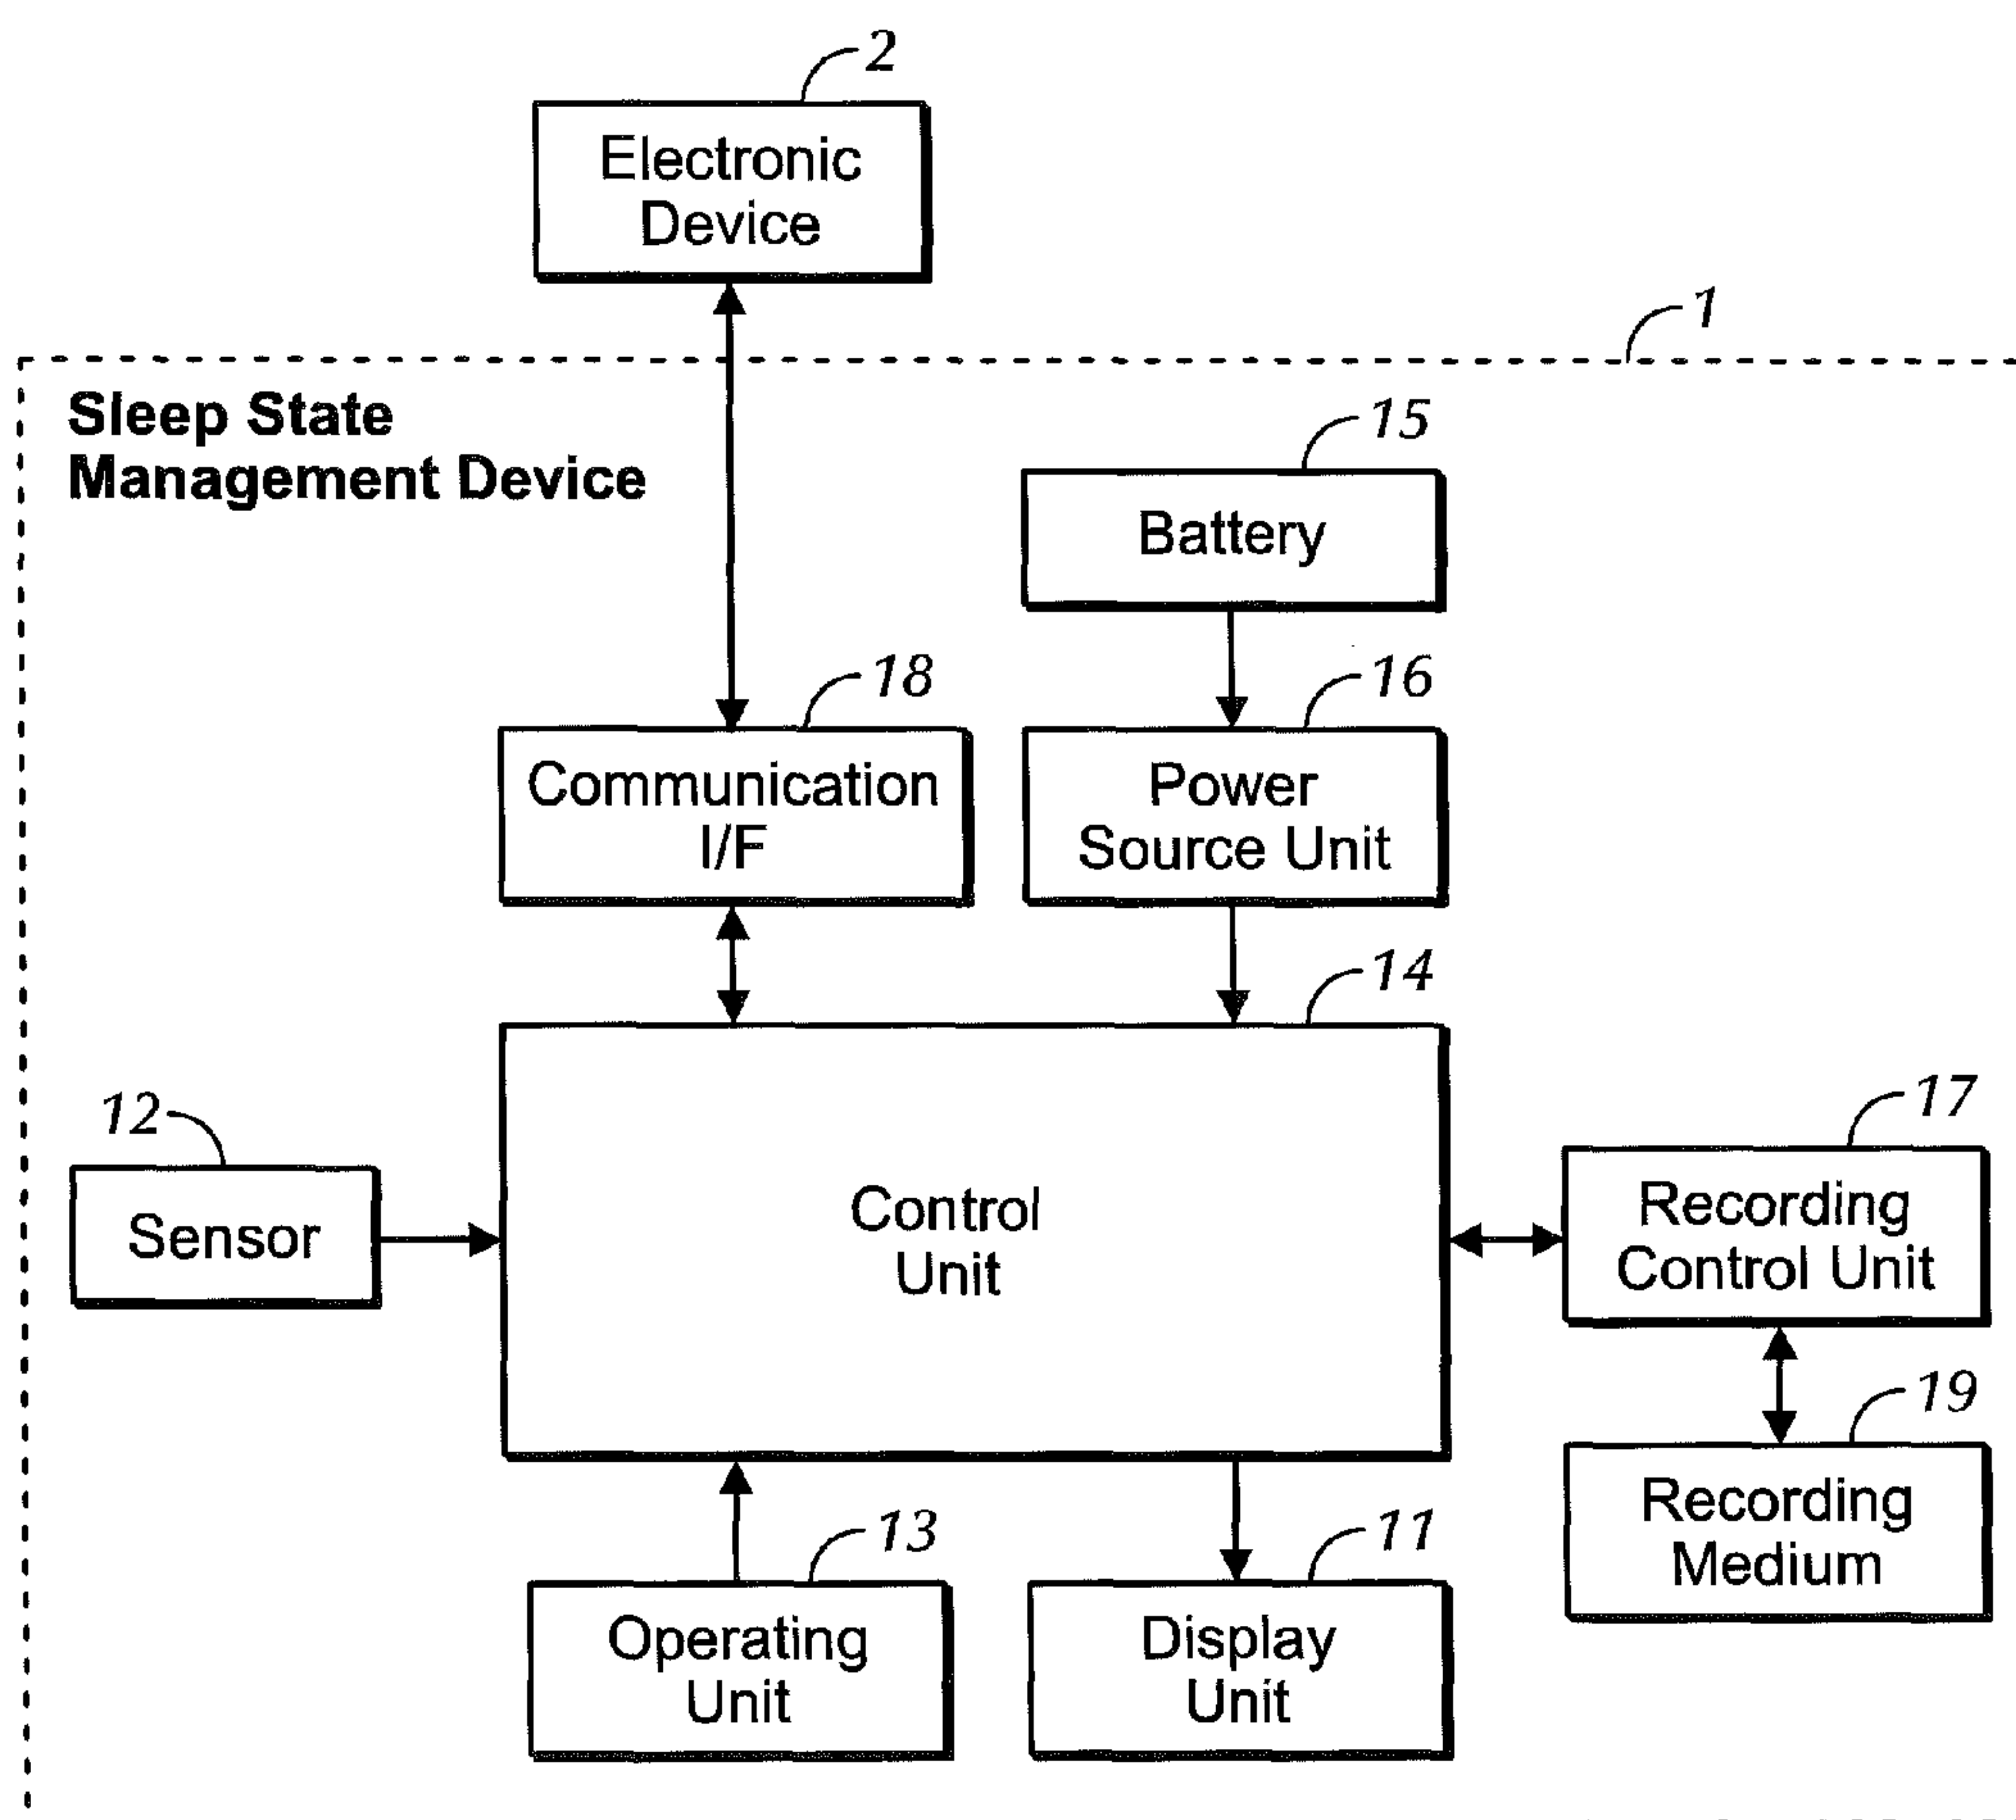 2
Electronic
Device
1
Sleep State
Management Device
15
Battery
18
16
Communication
I/F
Power
Source Unit
14
12
17
Sensor
Control
Unit
Recording
Control Unit
19
Recording
Medium
13
11
Operating
Unit
Display
Unit